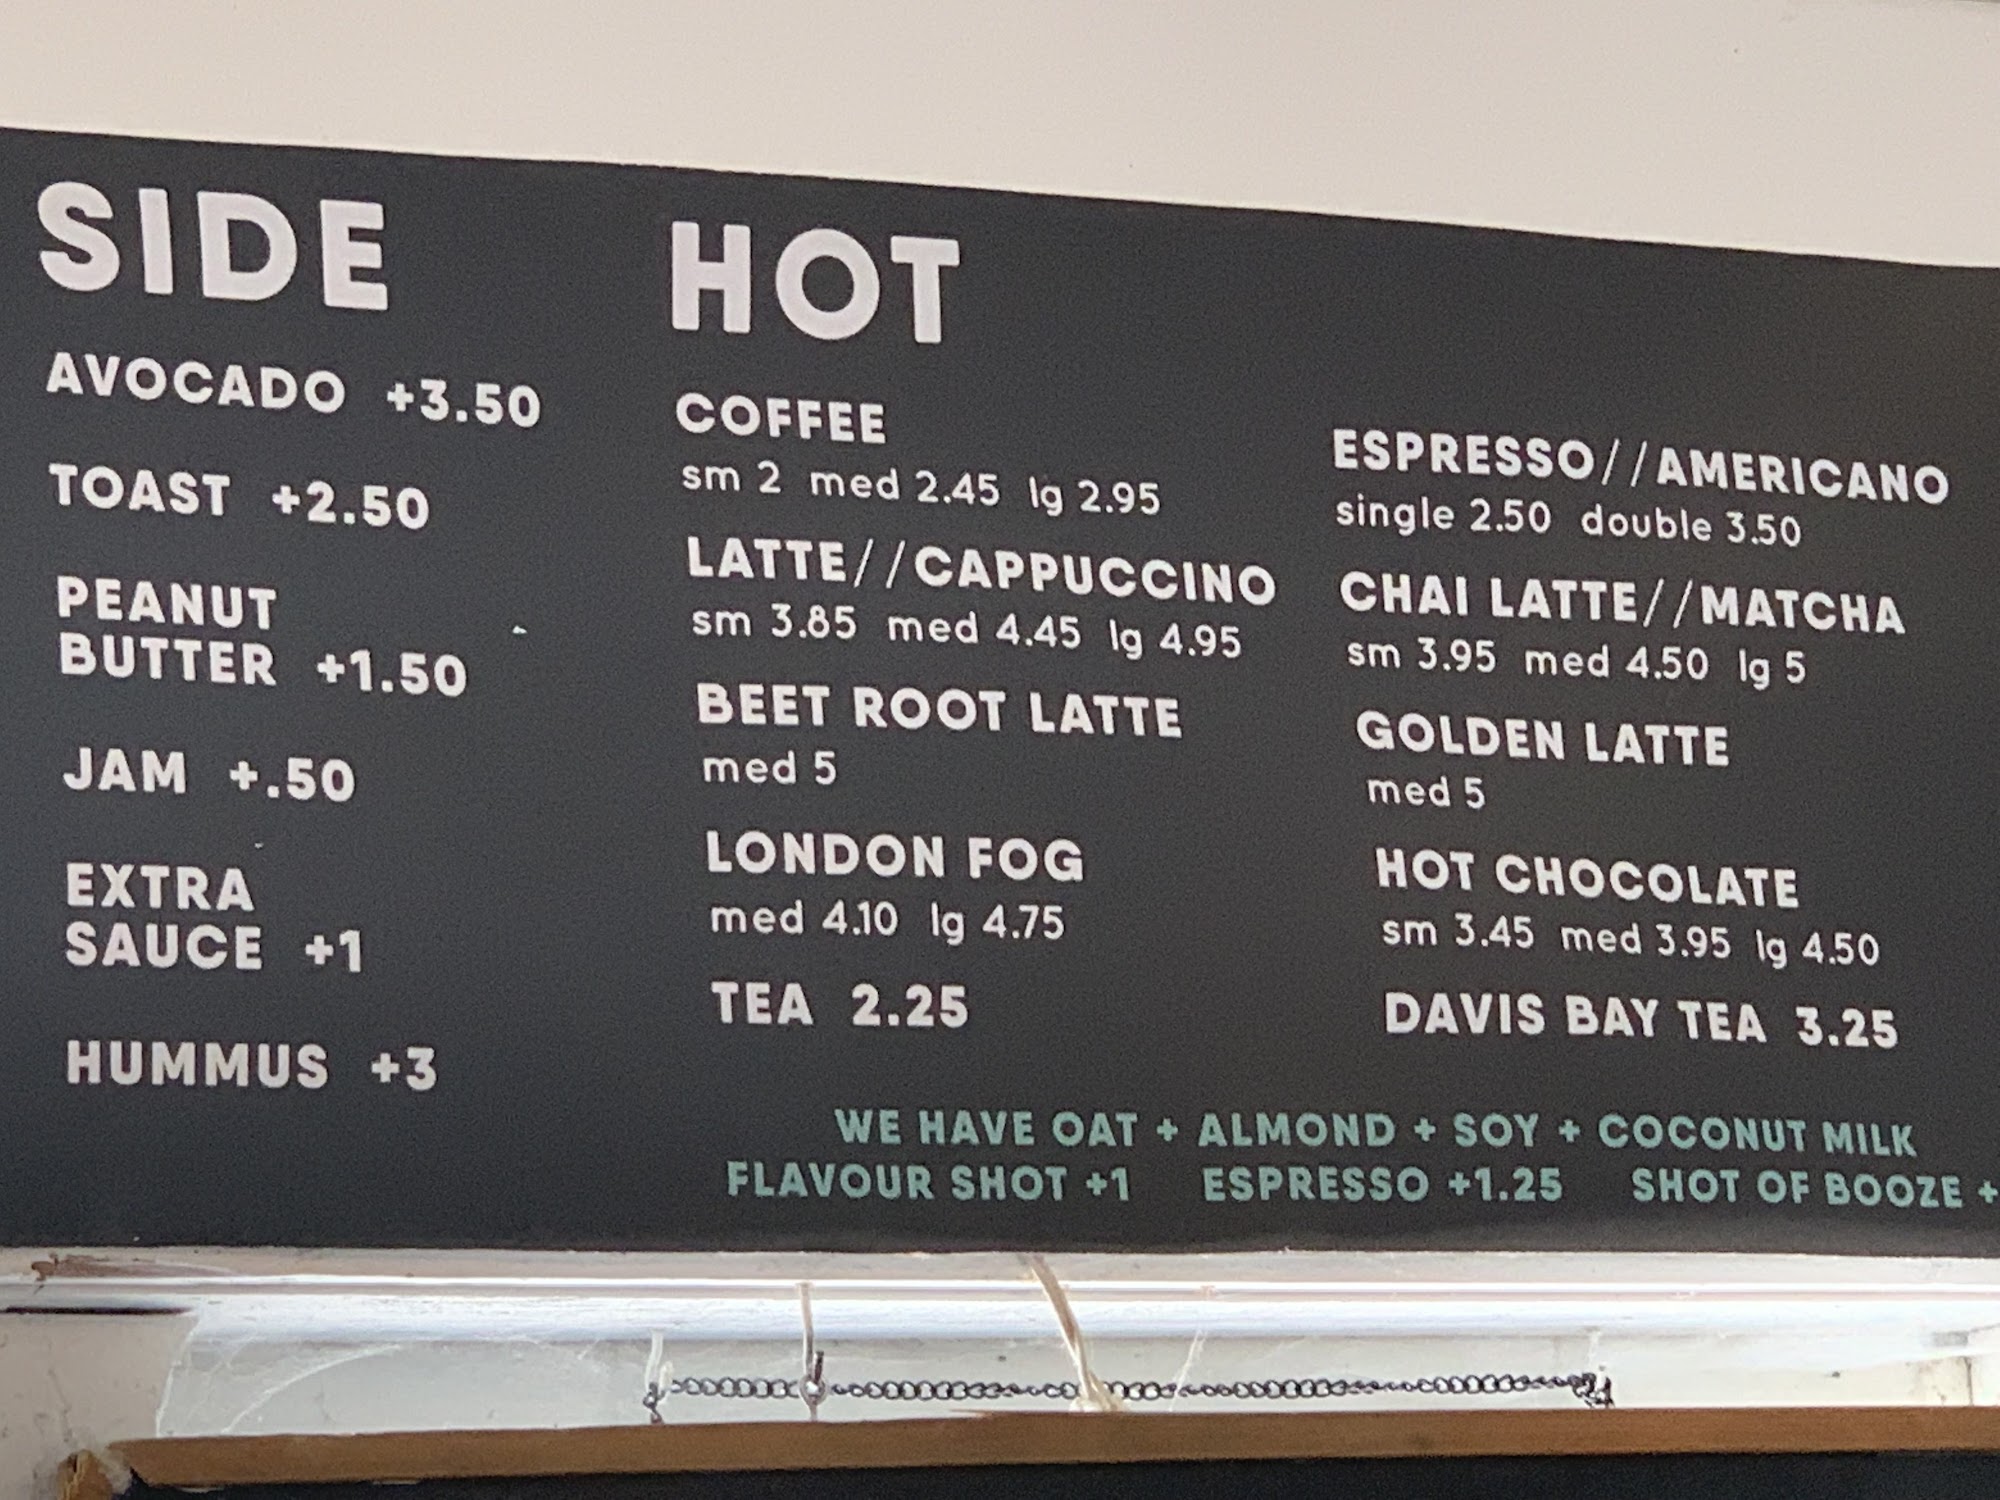 SIDE
AVOCADO +3.50
TOAST +2.50
PEANUT
BUTTER +1.50
JAM +.50
EXTRA
SAUCE +1
HUMMUS +3
HOT
COFFEE
sm 2 med 2.45 lg 2.95
LATTE//CAPPUCCINO
sm 3.85 med 4.45 lg 4.95
BEET ROOT LATTE
med 5
LONDON FOG
med 4.10 lg 4.75
TEA 2.25
ESPRESSO//AMERICANO
single 2.50 double 3.50
CHAI LATTE//MATCHA
sm 3.95 med 4.50 lg 5
GOLDEN LATTE
med 5
HOT CHOCOLATE
sm 3.45 med 3.95 lg 4.50
DAVIS BAY TEA 3.25
WE HAVE OAT + ALMOND + SOY + COCONUT MILK
FLAVOUR SHOT +1 ESPRESSO +1.25 SHOT OF BOOZE +